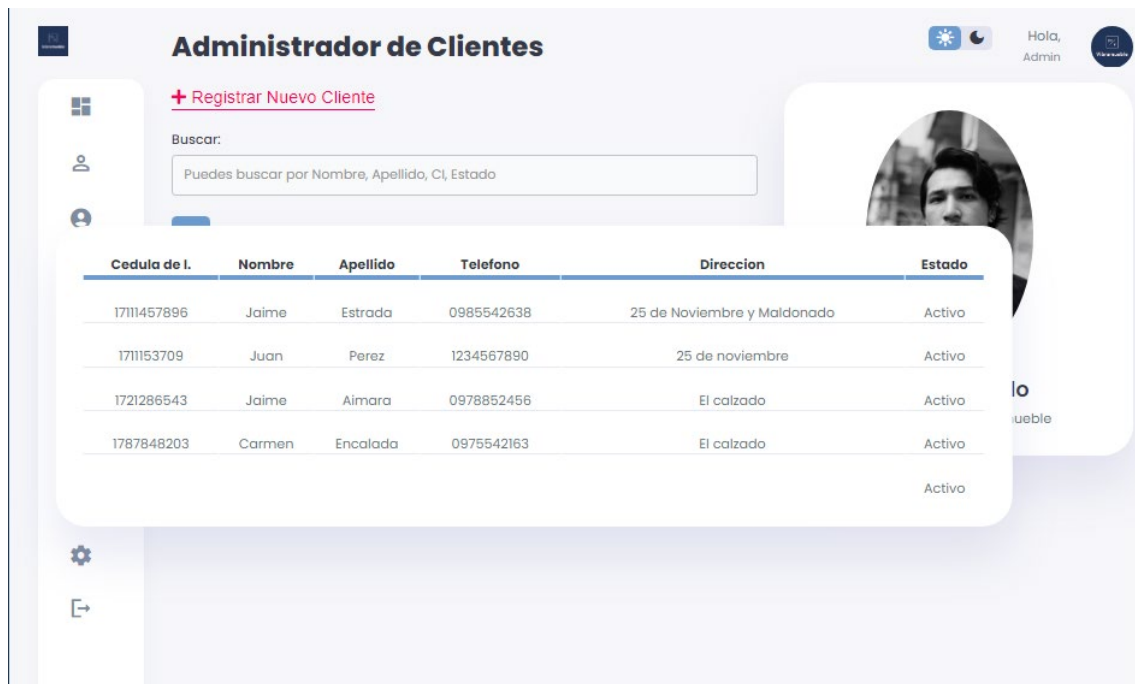 Administrador de Clientes
Hola,
Admin
+ Registrar Nuevo Cliente
Buscar:
Puedes buscar por Nombre, Apellido, CI, Estado
Cedula de I. Nombre Apellido Telefono Direccion Estado
17111457896 Jaime Estrada 0985542638 25 de Noviembre y Maldonado Activo
1711153709 Juan Perez 1234567890 25 de noviembre Activo
1721286543 Jaime Aimara 0978852456 El calzado Activo
1787848203 Carmen Encalada 0975542163 El calzado Activo
Activo
lo
ueble